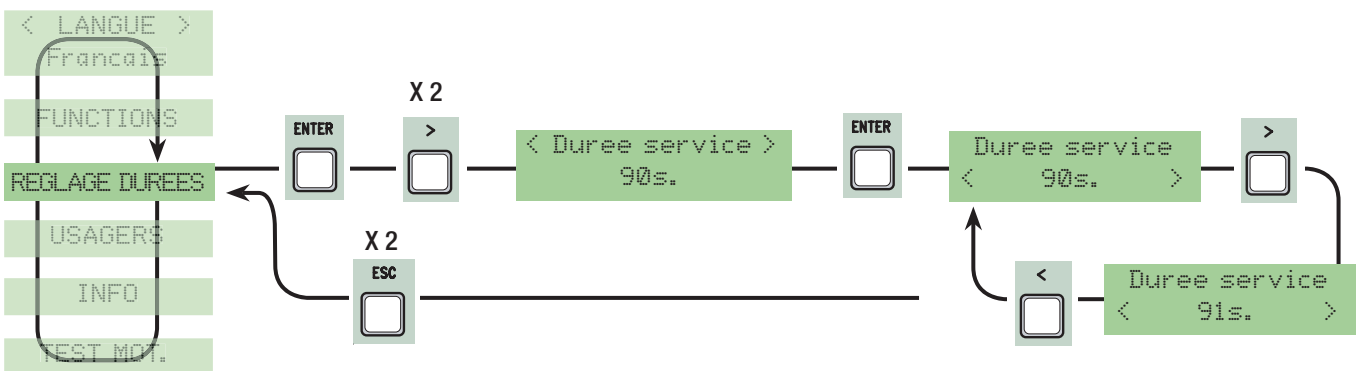 < LANGUE >
Francais
FUNCTIONS
REGLAGE DUREES
USAGERS
INFO
TEST MOT.
ENTER
X 2
>
< Duree service >
90s.
ENTER
Duree service
< 90s. >
>
X 2
ESC
<
Duree service
< 91s. >